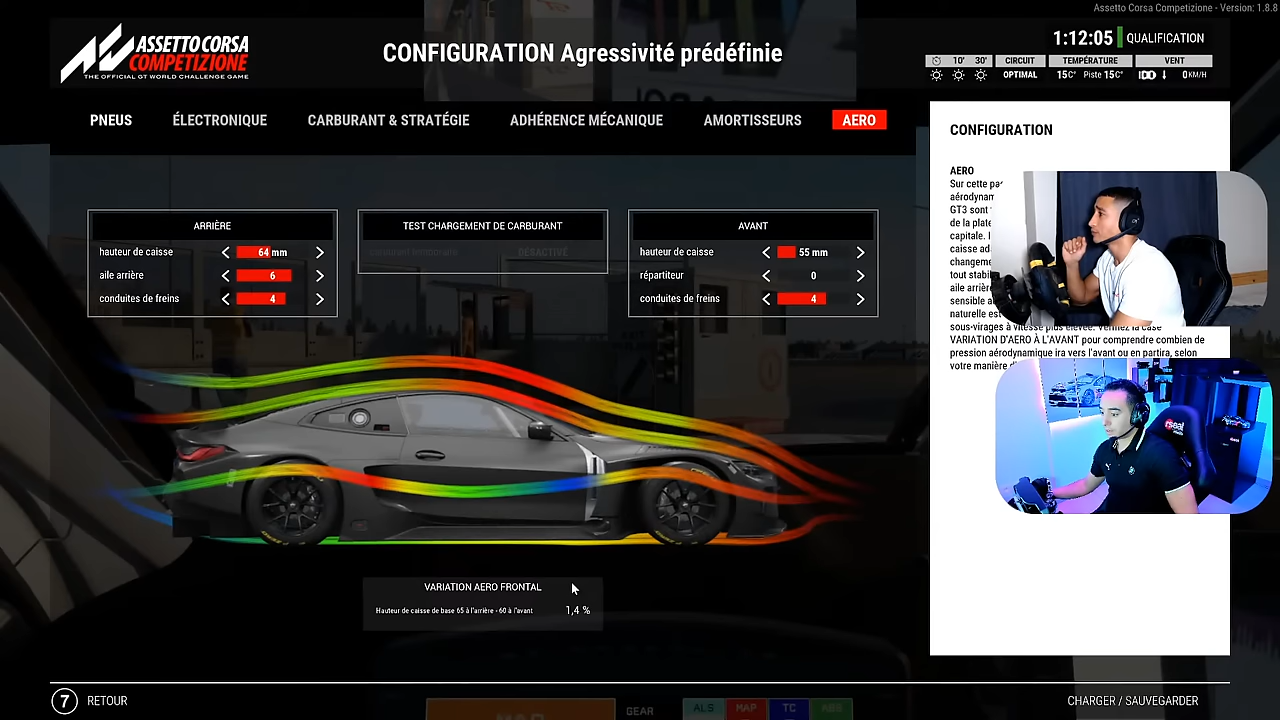 Assetto Corsa Competizione - Version: 1.8.8
ASSETTO CORSA
COMPETIZIONE
THE OFFICIAL GT WORLD CHALLENGE GAME
CONFIGURATION Agressivité prédéfinie
1:12:05 QUALIFICATION
10' 30' CIRCUIT TEMPÉRATURE VENT
OPTIMAL 15C° Piste 15C° 0KM/H
PNEUS ÉLECTRONIQUE CARBURANT & STRATÉGIE ADHÉRENCE MÉCANIQUE AMORTISSEURS AERO
ARRIÈRE
hauteur de caisse 64 mm
aile arrière 6
conduites de freins 4
TEST CHARGEMENT DE CARBURANT
carburant temporaire DÉSACTIVÉ
AVANT
hauteur de caisse 55 mm
répartiteur 0
conduites de freins 4
CONFIGURATION
AERO
Sur cette
GT3 sont
de la
capitale.
caisse
tout
aile arrière
sensible
naturelle est
sous-virages à vitesse plus élevée. Vérifiez la case
VARIATION D'AERO À L'AVANT pour comprendre combien de
pression aérodynamique ira vers l'avant ou en partira, selon
votre manière
rseat
VARIATION AERO FRONTAL
Hauteur de caisse de base 65 à l'arrière - 60 à l'avant 1,4 %
7 RETOUR
CHARGER / SAUVEGARDER
MAP GEAR ALS MAP TC ABS